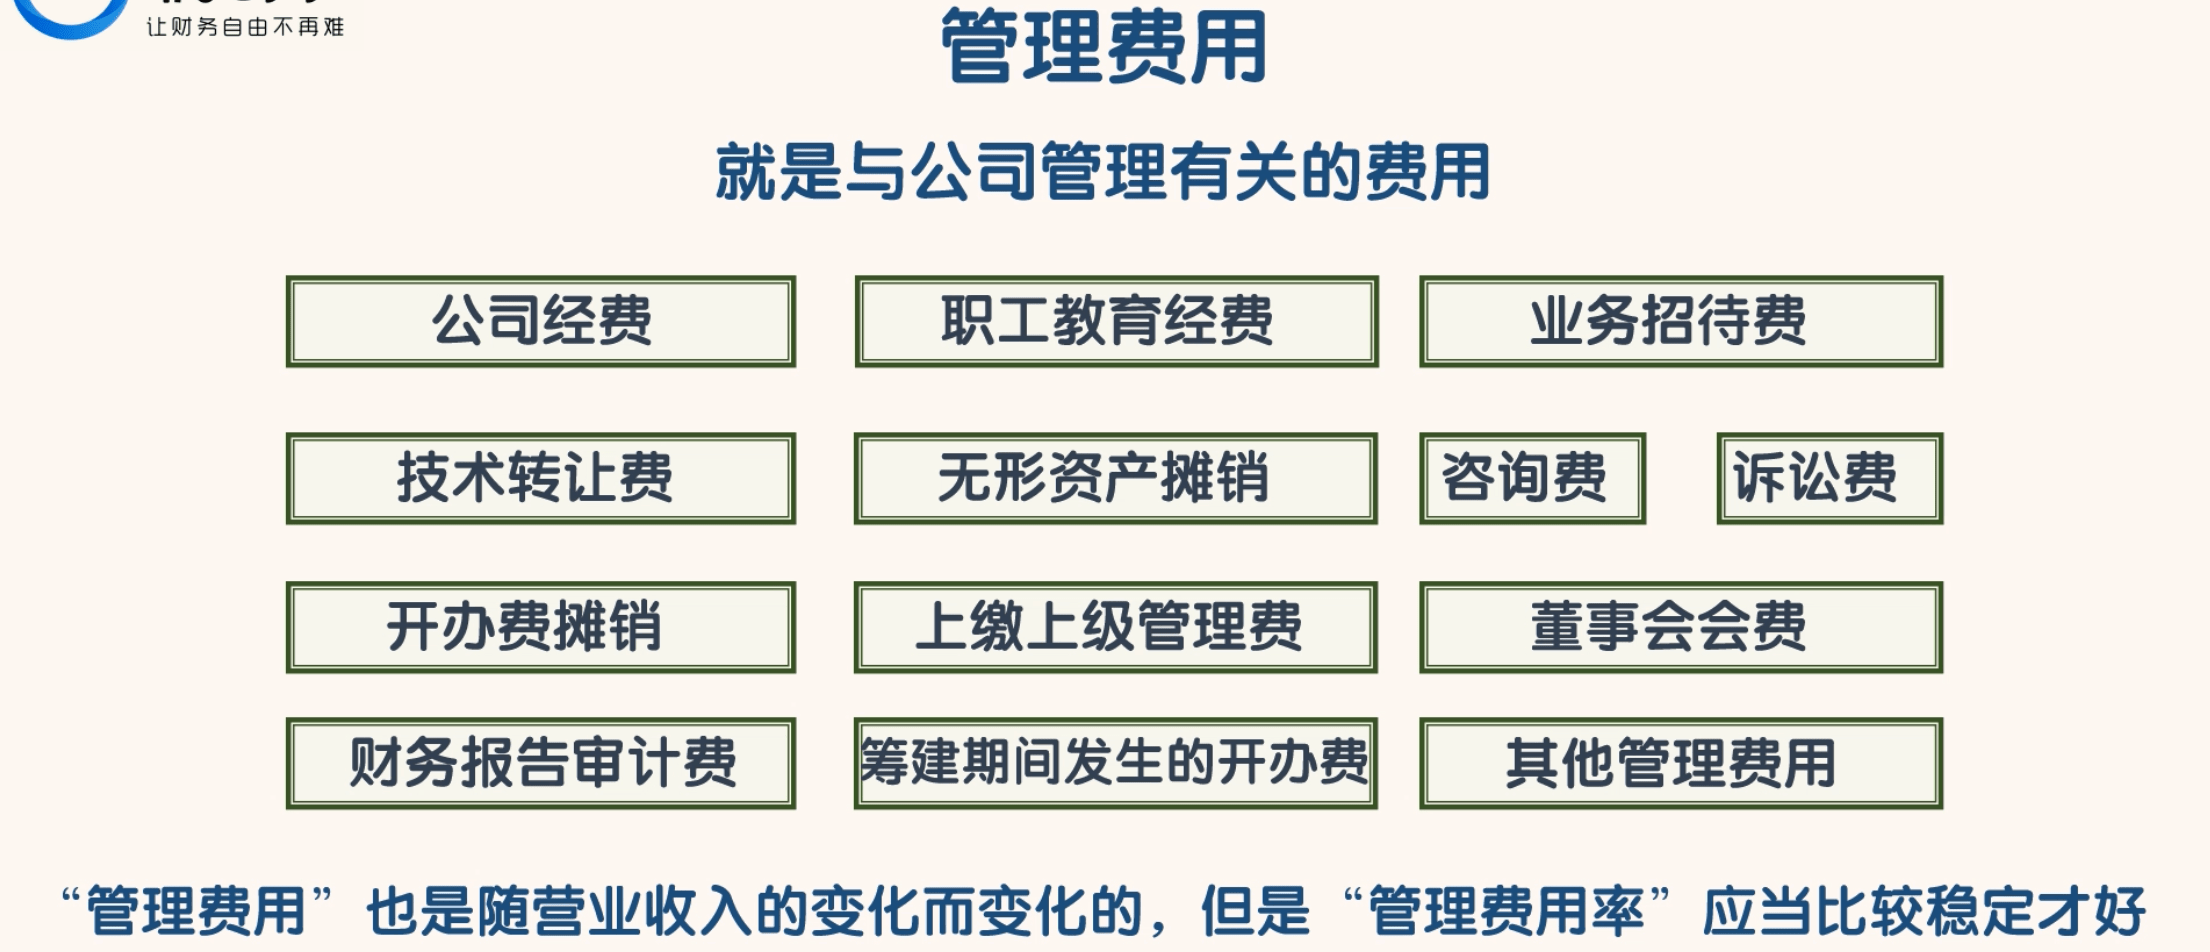 让财务自由不再难
管理费用
就是与公司管理有关的费用
公司经费 职工教育经费 业务招待费
技术转让费 无形资产摊销 咨询费 诉讼费
开办费摊销 上缴上级管理费 董事会会费
财务报告审计费 筹建期间发生的开办费 其他管理费用
“管理费用”也是随营业收入的变化而变化的，但是“管理费用率”应当比较稳定才好